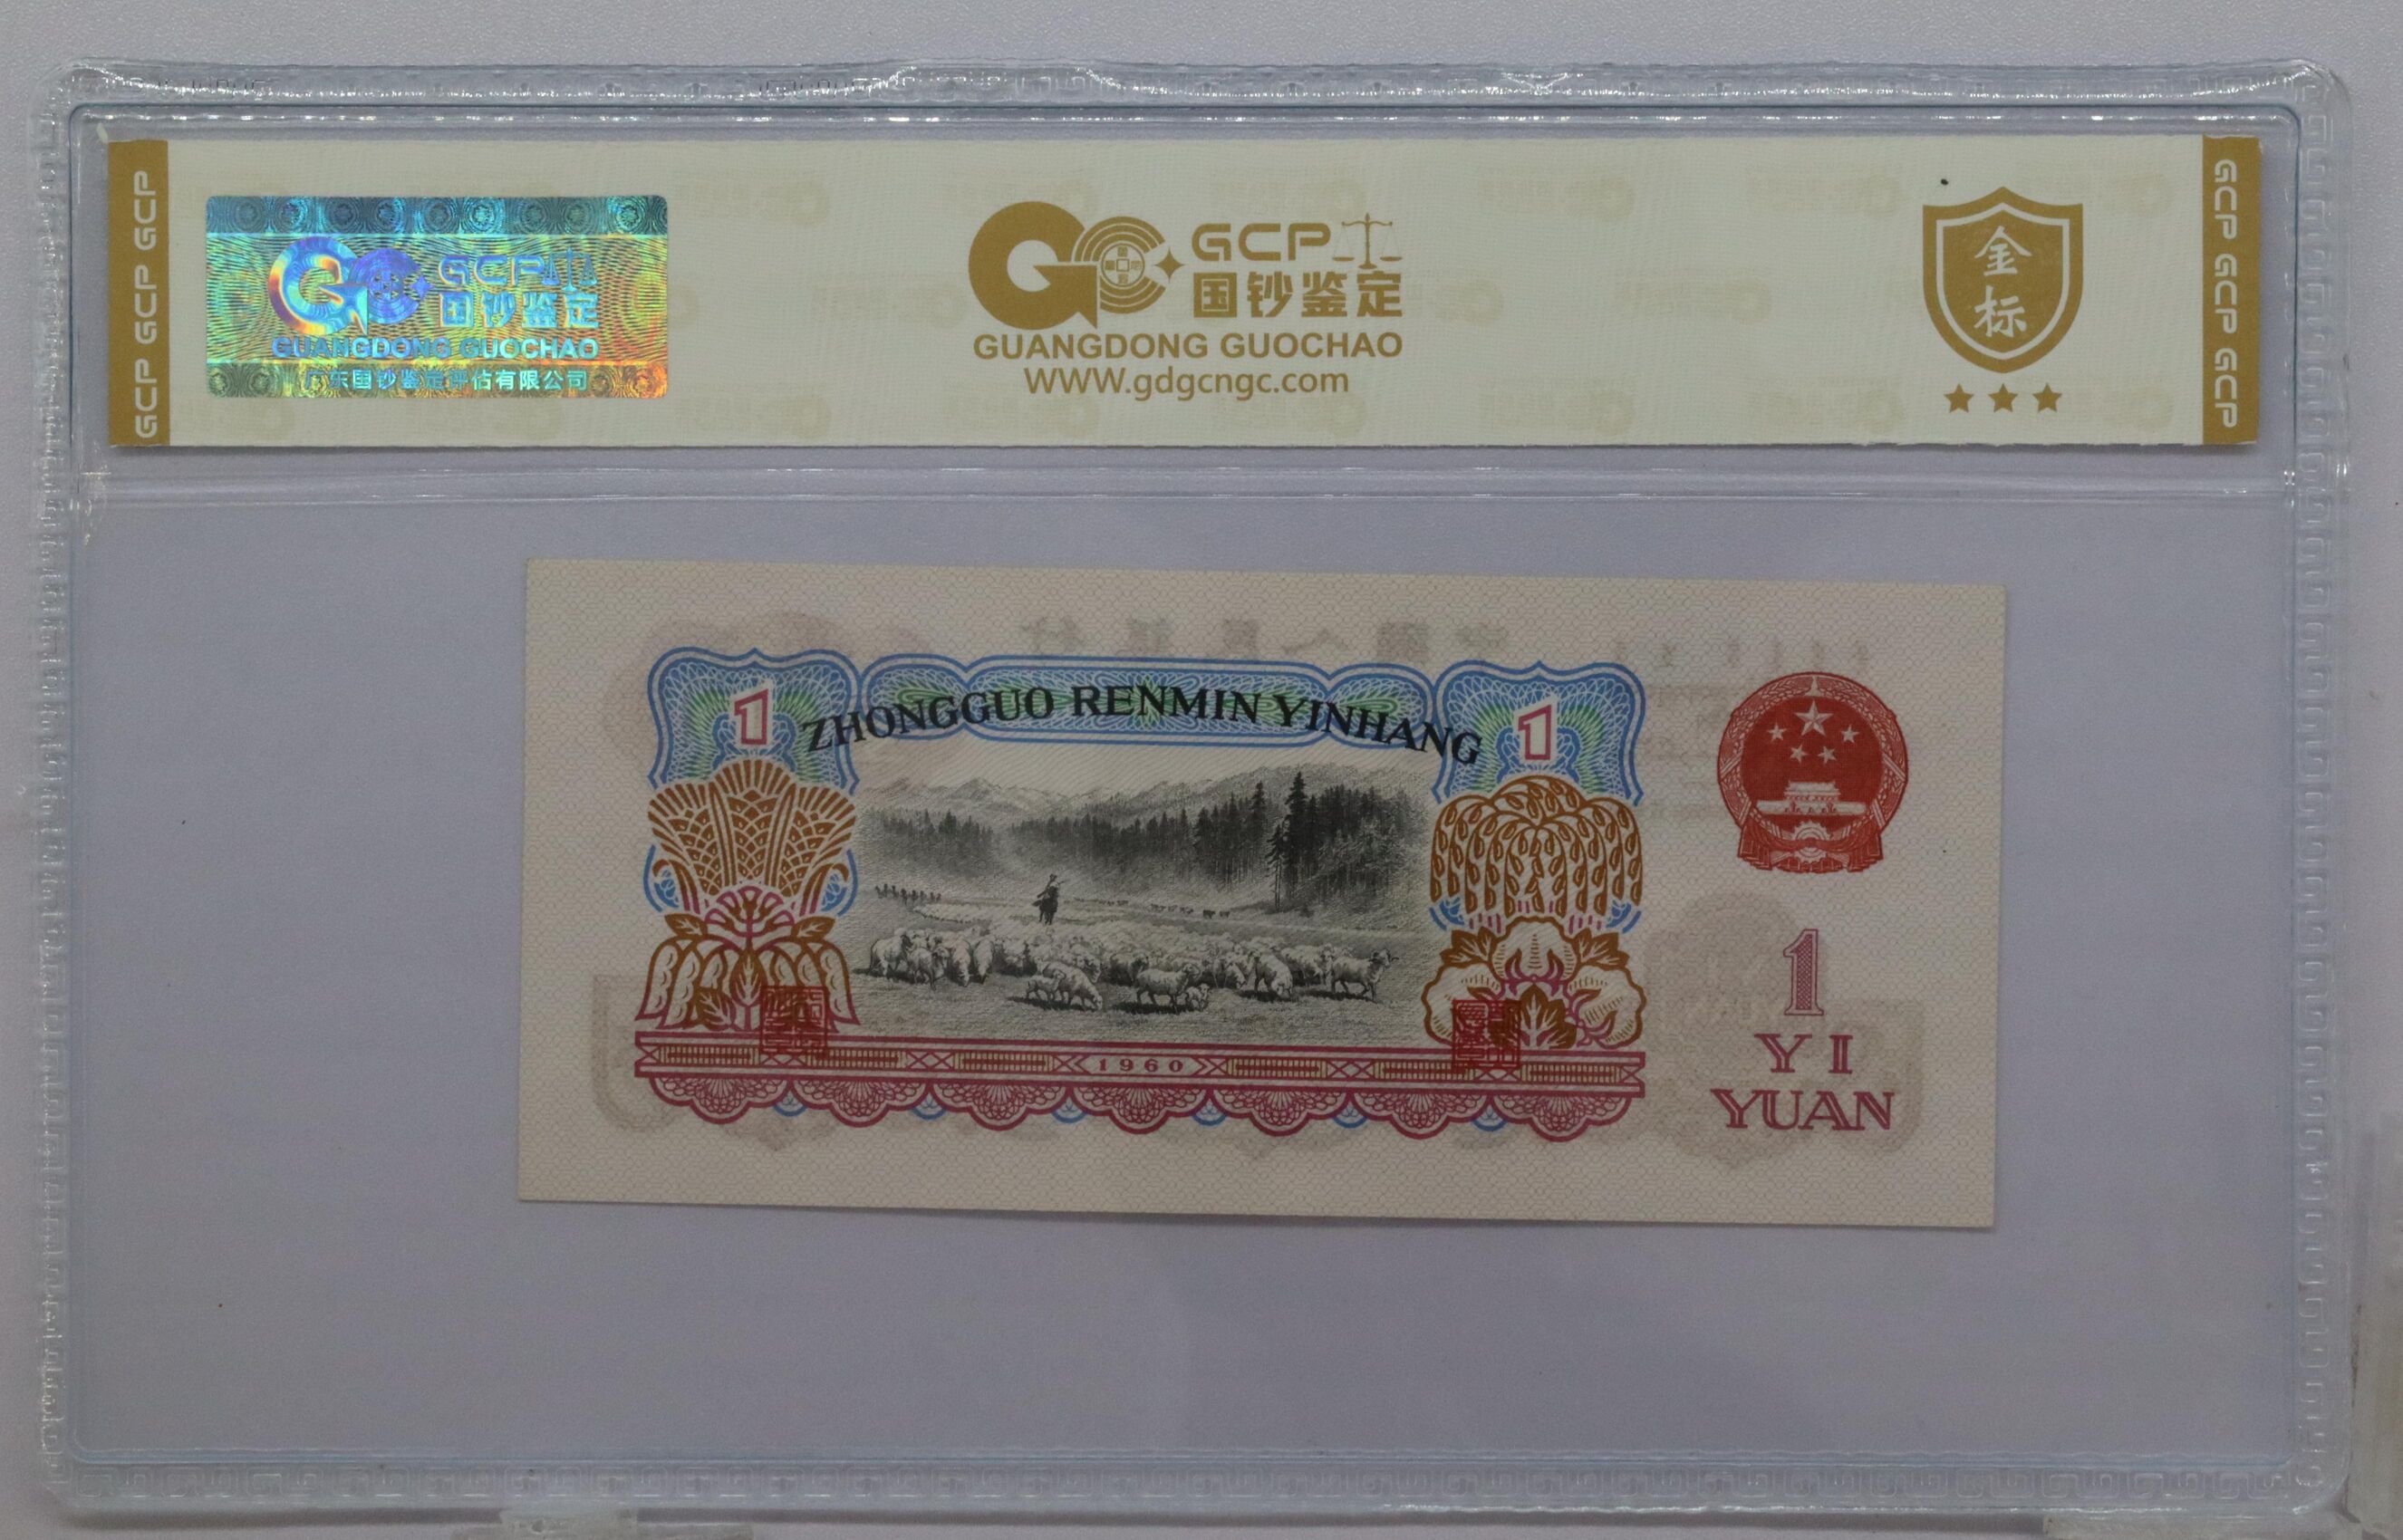 GCP GCP GCP
GCP
国钞鉴定
GUANGDONG GUOCHAO
广东国钞鉴定评估有限公司
GCP
国钞鉴定
GUANGDONG GUOCHAO
WWW.gdgcngc.com
金
标
GCP GCP GCP
1
ZHONGGUO RENMIN YINHANG
1
1960
1
YI
YUAN